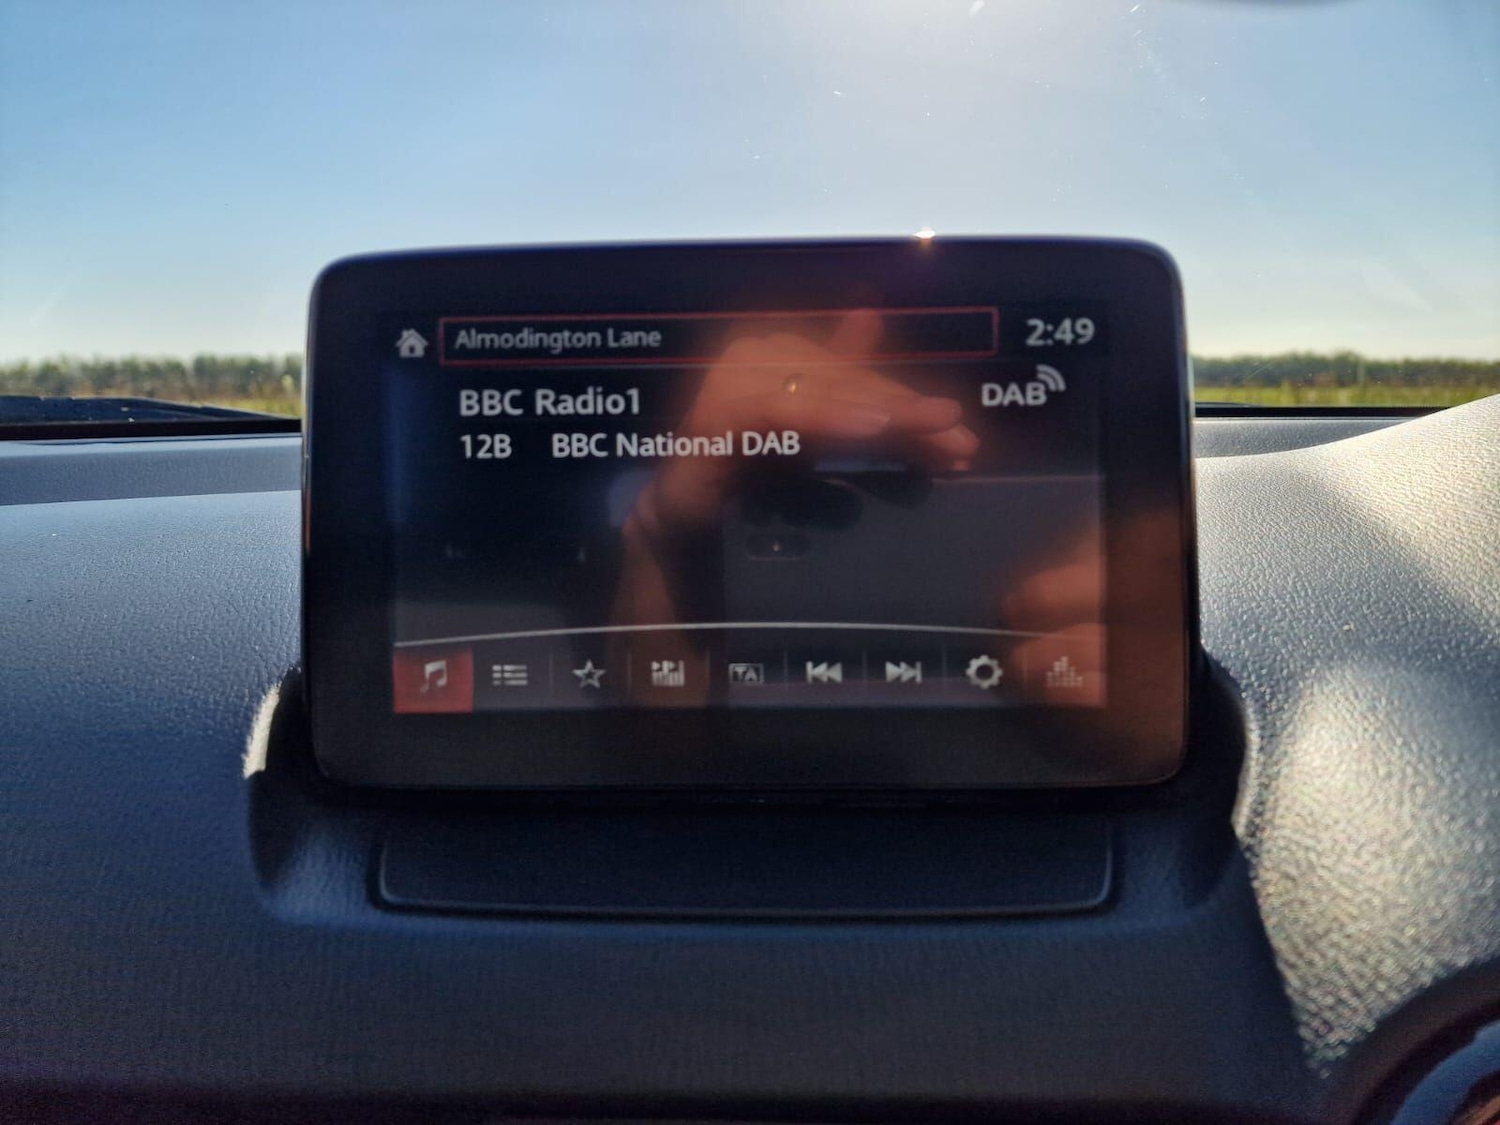 Almodington Lane
2:49
BBC Radio1
DAB
12B BBC National DAB
TA